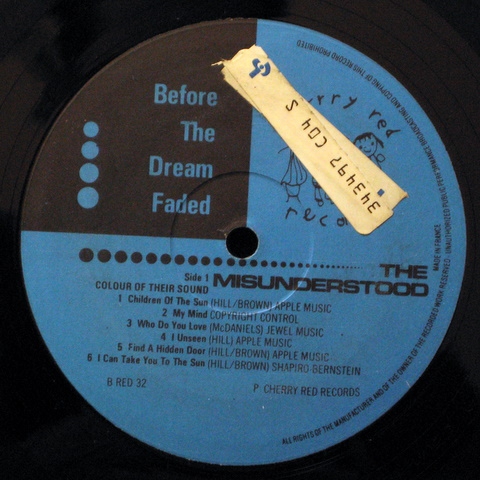 Before
The
Dream
Faded
rry red
reco
343497 CD4 S
THE
MISUNDERSTOOD
Side 1
COLOUR OF THEIR SOUND
1 Children Of The Sun (HILL/BROWN) APPLE MUSIC
2 My Mind COPYRIGHT CONTROL
3 Who Do You Love (McDANIELS) JEWEL MUSIC
4 I Unseen (HILL) APPLE MUSIC
5 Find A Hidden Door (HILL/BROWN) APPLE MUSIC
6 I Can Take You To The Sun (HILL/BROWN) SHAPIRO-BERNSTEIN
B RED 32
P. CHERRY RED RECORDS
MADE IN FRANCE
ALL RIGHTS OF THE MANUFACTURER AND OF THE OWNER OF THE RECORDED WORK RESERVED. UNAUTHORISED PUBLIC PERFORMANCE BROADCASTING AND COPYING OF THIS RECORD PROHIBITED